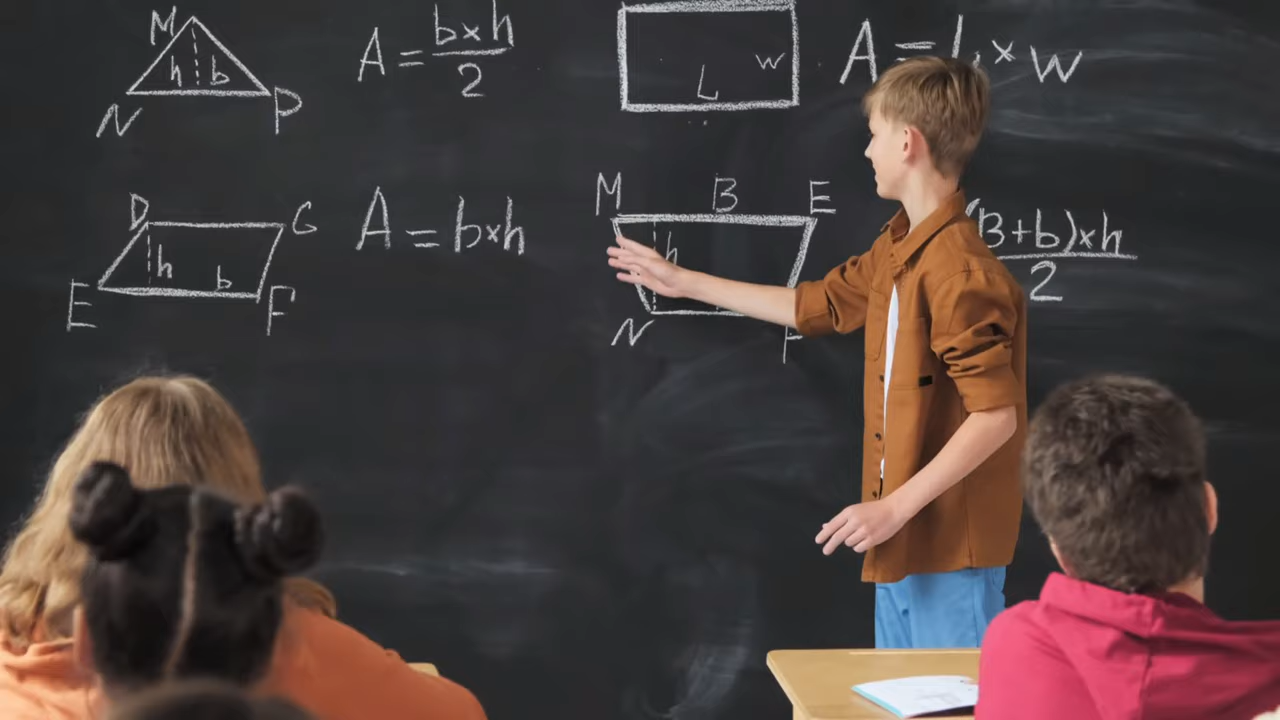 M
h b
N P
A = b×h
2
W
L
A = L × W
D G
h
b
E F
A = b×h
M B E
h
N F
B+b)×h
2